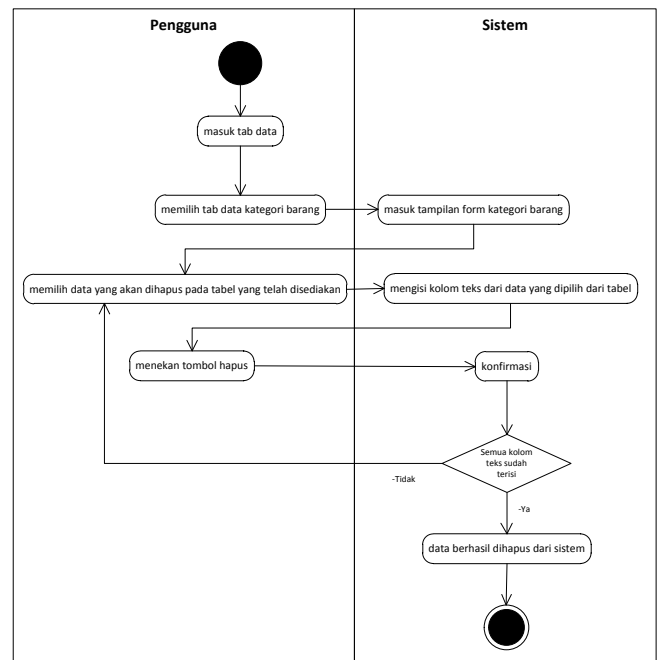 Pengguna
Sistem
masuk tab data
memilih tab data kategori barang
masuk tampilan form kategori barang
memilih data yang akan dihapus pada tabel yang telah disediakan
mengisi kolom teks dari data yang dipilih dari tabel
menekan tombol hapus
konfirmasi
Semua kolom
teks sudah
terisi
-Tidak
-Ya
data berhasil dihapus dari sistem